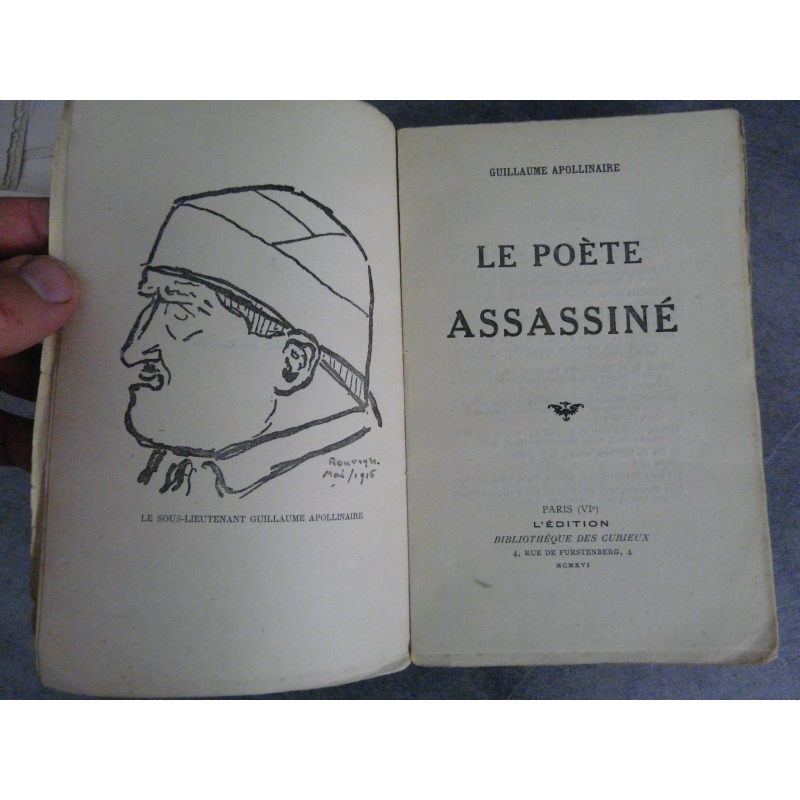 Rouveyre
Mai/1916
LE SOUS-LIEUTENANT GUILLAUME APOLLINAIRE
GUILLAUME APOLLINAIRE
LE POÈTE
ASSASSINÉ
PARIS (VIe)
L'ÉDITION
BIBLIOTHÈQUE DES CURIEUX
4, RUE DE FURSTENBERG, 4
MCMXVI